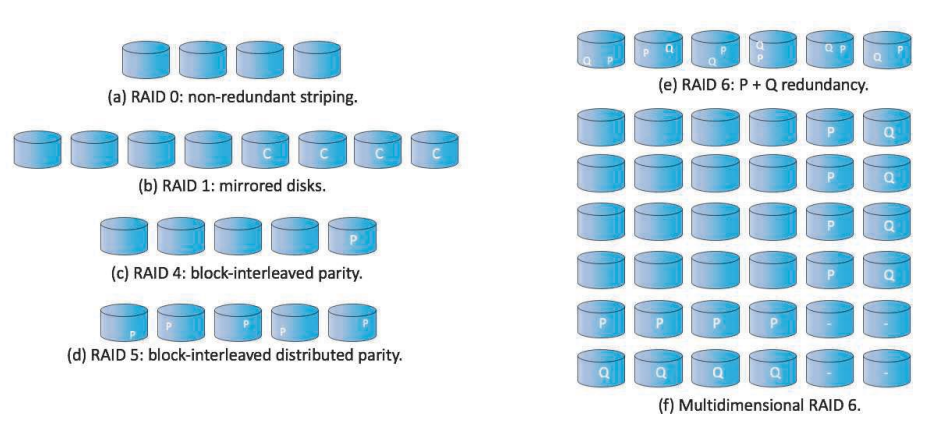 (a) RAID 0: non-redundant striping.
C C C C
(b) RAID 1: mirrored disks.
P
(c) RAID 4: block-interleaved parity.
P P P P P
(d) RAID 5: block-interleaved distributed parity.
Q P P Q Q P Q P Q P Q P
(e) RAID 6: P + Q redundancy.
P Q
P Q
P Q
P Q
P P P P - -
Q Q Q Q - -
(f) Multidimensional RAID 6.